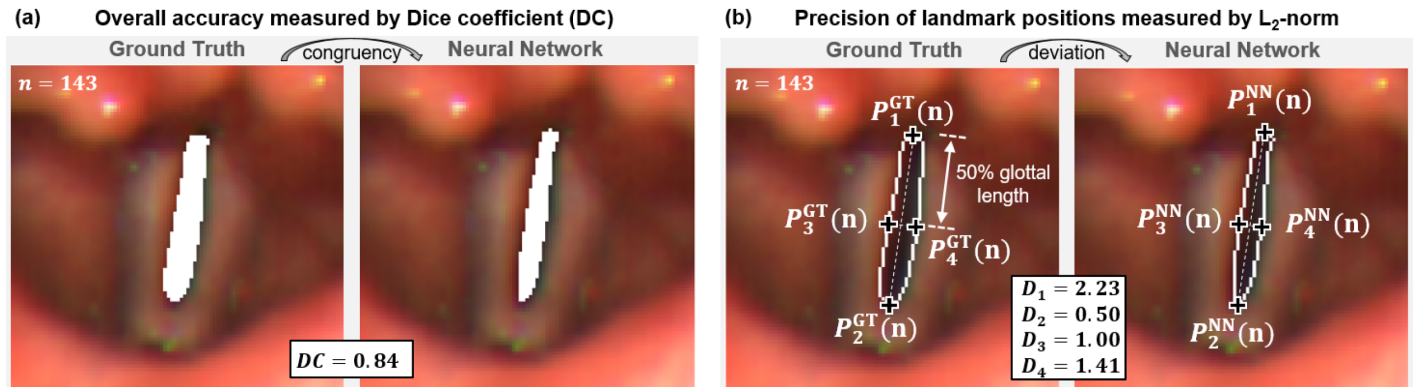 (a) Overall accuracy measured by Dice coefficient (DC)
Ground Truth
congruency
Neural Network
n = 143
DC = 0.84
(b) Precision of landmark positions measured by L₂-norm
Ground Truth
deviation
Neural Network
n = 143
P₁ᴳᵀ(n)
50% glottal
length
P₃ᴳᵀ(n)
P₄ᴳᵀ(n)
P₂ᴳᵀ(n)
P₁ᴺᴺ(n)
P₃ᴺᴺ(n)
P₄ᴺᴺ(n)
P₂ᴺᴺ(n)
D₁ = 2.23
D₂ = 0.50
D₃ = 1.00
D₄ = 1.41